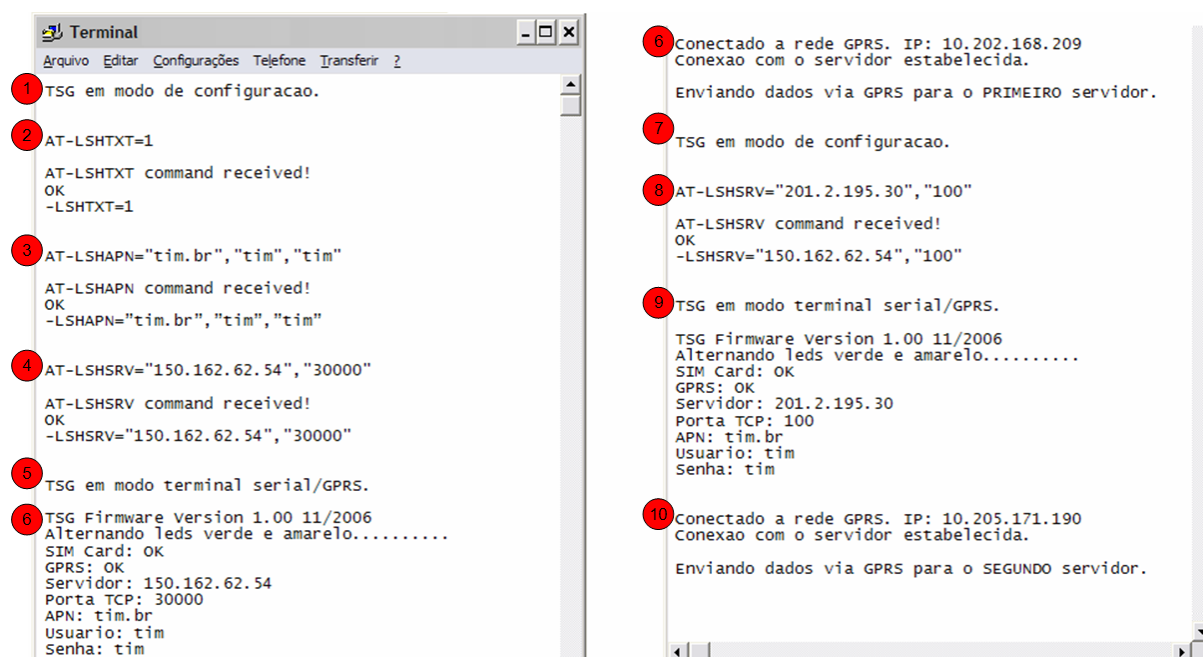 Terminal
Arquivo Editar Configurações Telefone Transferir ?
1 TSG em modo de configuracao.
2 AT-LSHTXT=1
AT-LSHTXT command received!
OK
-LSHTXT=1
3 AT-LSHAPN="tim.br","tim","tim"
AT-LSHAPN command received!
OK
-LSHAPN="tim.br","tim","tim"
4 AT-LSHSRV="150.162.62.54","30000"
AT-LSHSRV command received!
OK
-LSHSRV="150.162.62.54","30000"
5 TSG em modo terminal serial/GPRS.
6 TSG Firmware Version 1.00 11/2006
Alternando leds verde e amarelo..........
SIM Card: OK
GPRS: OK
Servidor: 150.162.62.54
Porta TCP: 30000
APN: tim.br
Usuario: tim
Senha: tim
6 Conectado a rede GPRS. IP: 10.202.168.209
Conexao com o servidor estabelecida.
Enviando dados via GPRS para o PRIMEIRO servidor.
7 TSG em modo de configuracao.
8 AT-LSHSRV="201.2.195.30","100"
AT-LSHSRV command received!
OK
-LSHSRV="150.162.62.54","100"
9 TSG em modo terminal serial/GPRS.
TSG Firmware Version 1.00 11/2006
Alternando leds verde e amarelo..........
SIM Card: OK
GPRS: OK
Servidor: 201.2.195.30
Porta TCP: 100
APN: tim.br
Usuario: tim
Senha: tim
10 Conectado a rede GPRS. IP: 10.205.171.190
Conexao com o servidor estabelecida.
Enviando dados via GPRS para o SEGUNDO servidor.